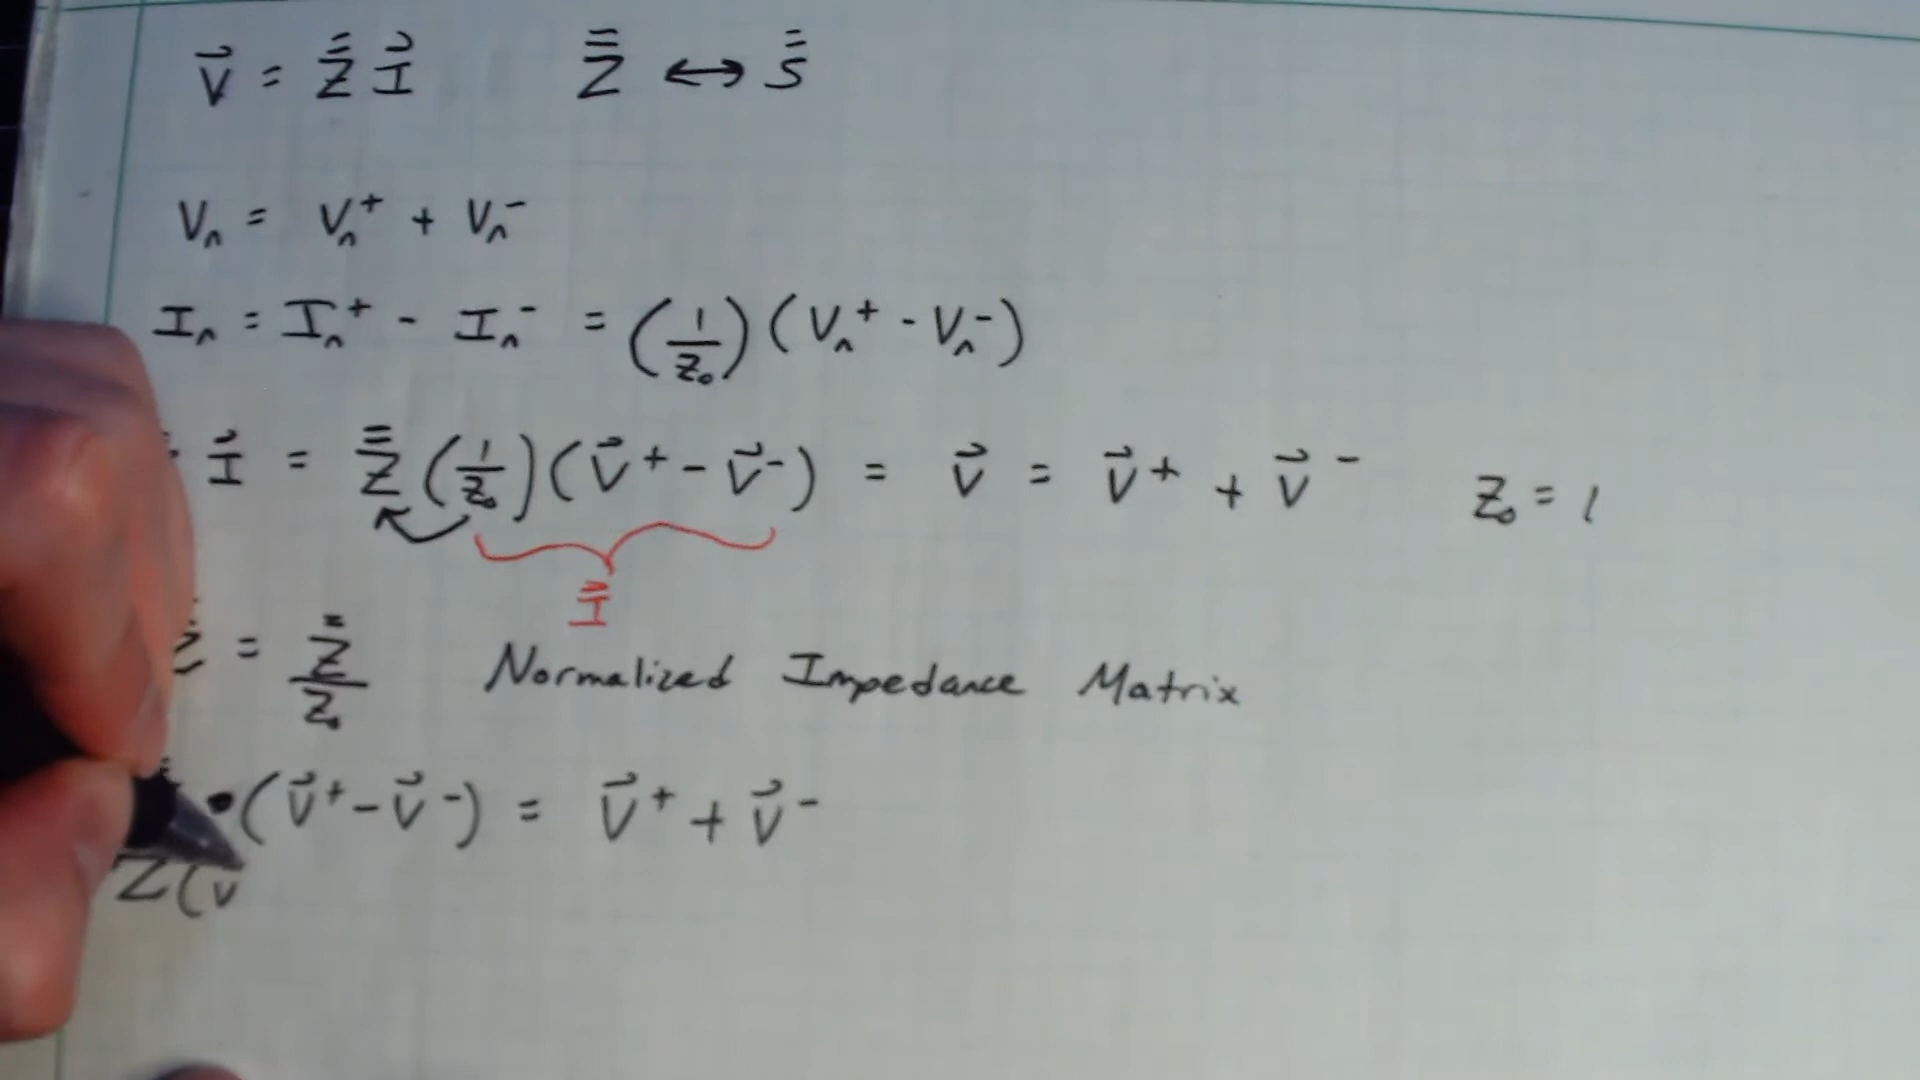 V⃗ = Z̿ I⃗ Z̿ ↔ S̿
Vₙ = Vₙ⁺ + Vₙ⁻
Iₙ = Iₙ⁺ - Iₙ⁻ = (1/Z₀)(Vₙ⁺ - Vₙ⁻)
I⃗ = Z̿ (1/Z₀)(V⃗⁺ - V⃗⁻) = V⃗ = V⃗⁺ + V⃗⁻ Z₀ = 1
I⃗
= Z̿/Z₀ Normalized Impedance Matrix
•(V⃗⁺ - V⃗⁻) = V⃗⁺ + V⃗⁻
Z(V